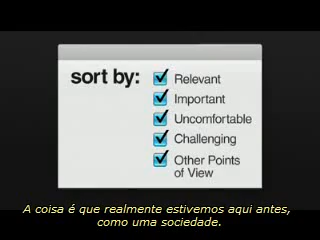 sort by:
Relevant
Important
Uncomfortable
Challenging
Other Points
of View
A coisa é que realmente estivemos aqui antes,
como uma sociedade.